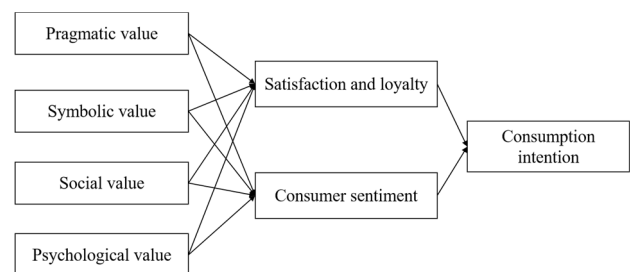 Pragmatic value
Symbolic value
Social value
Psychological value
Satisfaction and loyalty
Consumer sentiment
Consumption
intention